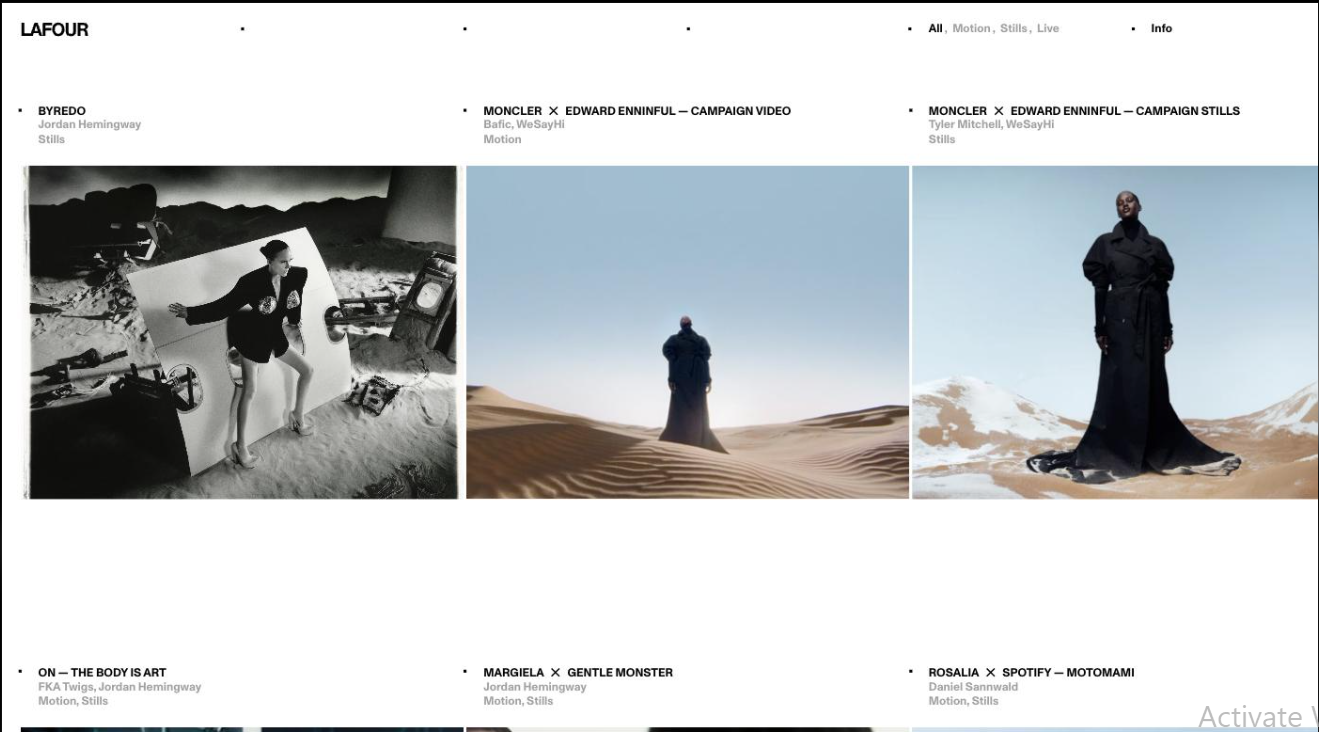 LAFOUR
All, Motion, Stills, Live
Info
BYREDO
Jordan Hemingway
Stills
MONCLER × EDWARD ENNINFUL — CAMPAIGN VIDEO
Bafic, WeSayHi
Motion
MONCLER × EDWARD ENNINFUL — CAMPAIGN STILLS
Tyler Mitchell, WeSayHi
Stills
ON — THE BODY IS ART
FKA Twigs, Jordan Hemingway
Motion, Stills
MARGIELA × GENTLE MONSTER
Jordan Hemingway
Motion, Stills
ROSALIA × SPOTIFY — MOTOMAMI
Daniel Sannwald
Motion, Stills
Activate